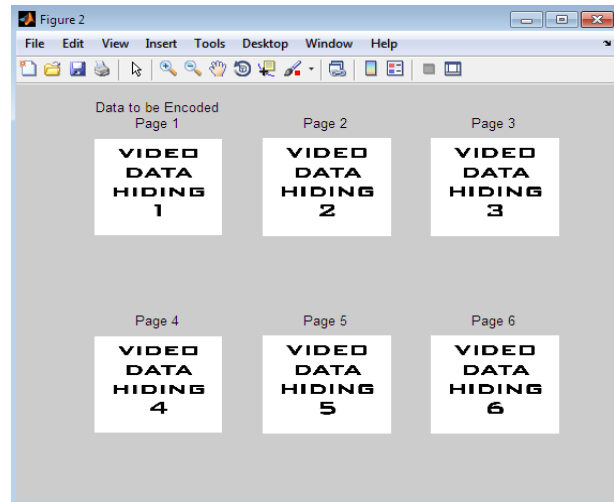 Figure 2
File Edit View Insert Tools Desktop Window Help
Data to be Encoded
Page 1 Page 2 Page 3
VIDEO VIDEO VIDEO
DATA DATA DATA
HIDING HIDING HIDING
1 2 3
Page 4 Page 5 Page 6
VIDEO VIDEO VIDEO
DATA DATA DATA
HIDING HIDING HIDING
4 5 6